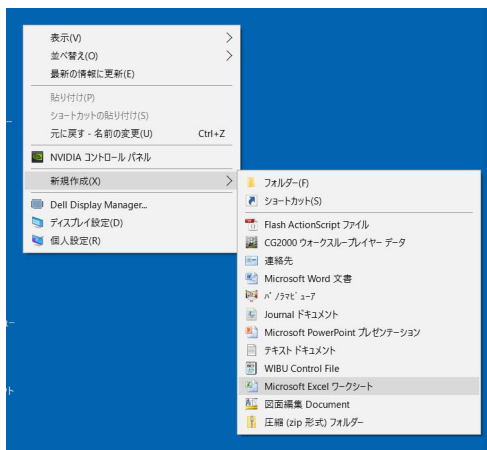 表示(V)
並べ替え(O)
最新の情報に更新(E)
貼り付け(P)
ショートカットの貼り付け(S)
元に戻す - 名前の変更(U) Ctrl+Z
NVIDIA コントロール パネル
新規作成(X)
Dell Display Manager...
ディスプレイ設定(D)
個人設定(R)
フォルダー(F)
ショートカット(S)
Flash ActionScript ファイル
CG2000 ウォークスループレイヤー データ
連絡先
Microsoft Word 文書
パノラマビューア
Journal ドキュメント
Microsoft PowerPoint プレゼンテーション
テキスト ドキュメント
WIBU Control File
Microsoft Excel ワークシート
図面編集 Document
圧縮 (zip 形式) フォルダー